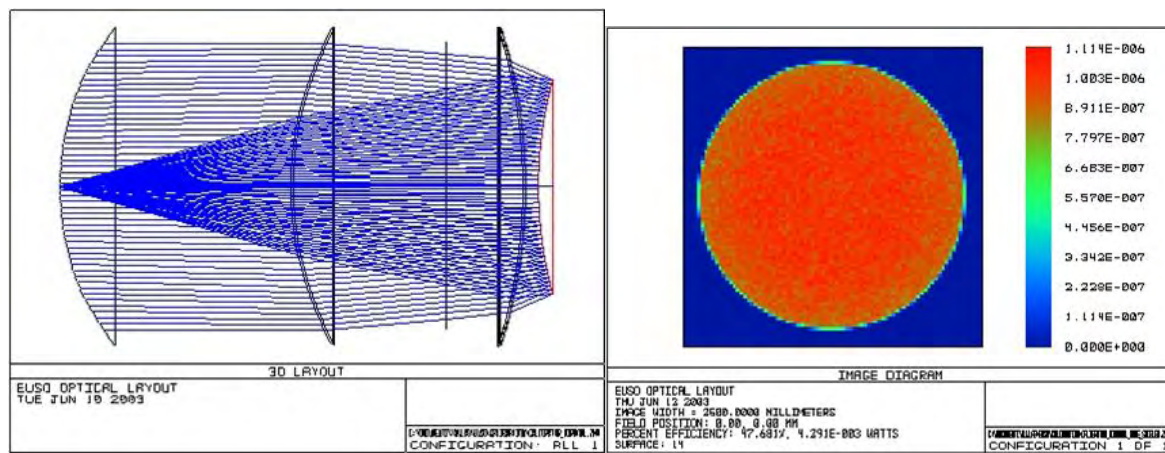 3D LAYOUT
EUSO OPTICAL LAYOUT
TUE JUN 10 2003
CONFIGURATION: ALL 1
1.114E-006
1.003E-006
8.911E-007
7.797E-007
6.683E-007
5.570E-007
4.456E-007
3.342E-007
2.228E-007
1.114E-007
0.000E+000
IMAGE DIAGRAM
EUSO OPTICAL LAYOUT
THU JUN 12 2003
IMAGE WIDTH = 2600.0000 MILLIMETERS
FIELD POSITION: 0.00, 0.00 MM
PERCENT EFFICIENCY: 47.681%, 4.291E-003 WATTS
SURFACE: 14
CONFIGURATION 1 OF 1